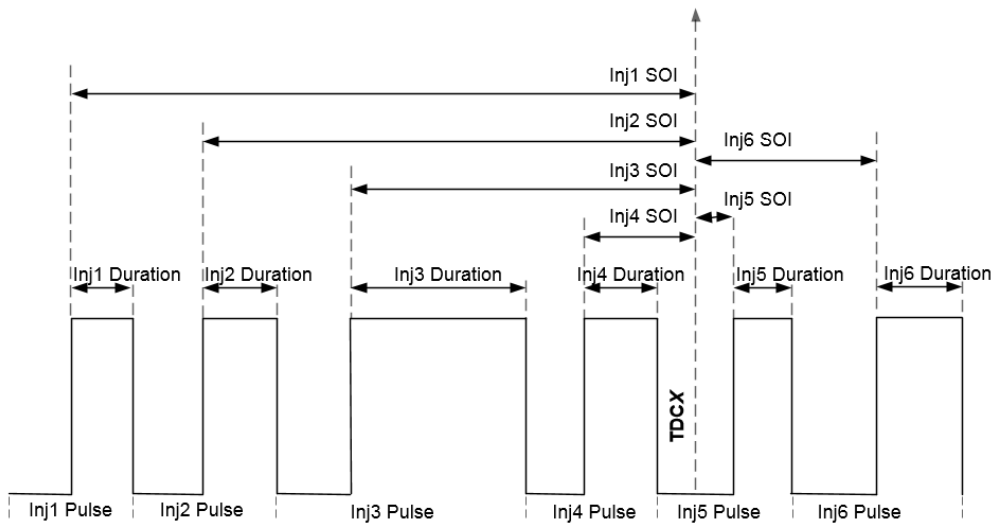 Inj1 SOI
Inj2 SOI
Inj6 SOI
Inj3 SOI
Inj5 SOI
Inj4 SOI
Inj1 Duration
Inj2 Duration
Inj3 Duration
Inj4 Duration
Inj5 Duration
Inj6 Duration
TDCX
Inj1 Pulse
Inj2 Pulse
Inj3 Pulse
Inj4 Pulse
Inj5 Pulse
Inj6 Pulse